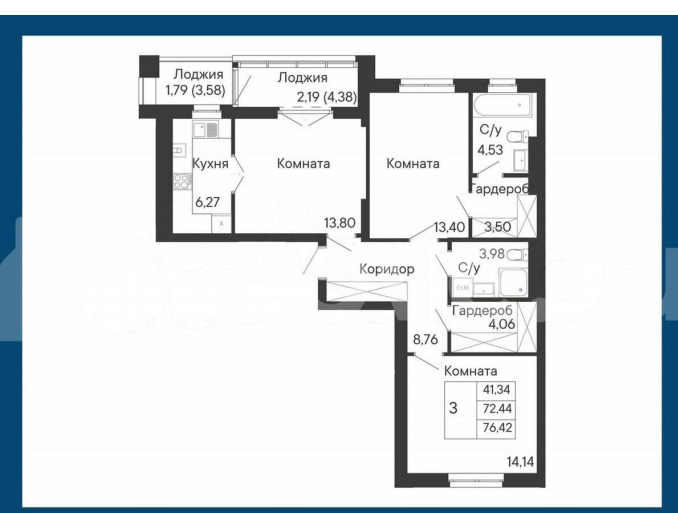 Лоджия
1,79 (3,58)
Лоджия
2,19 (4,38)
Кухня
6,27
Комната
13,80
Комната
13,40
С/у
4,53
Гардероб
3,50
Коридор
8,76
3,98
С/у
Ст.М.
Гардероб
4.06
Комната
3
41,34
72,44
76,42
14,14